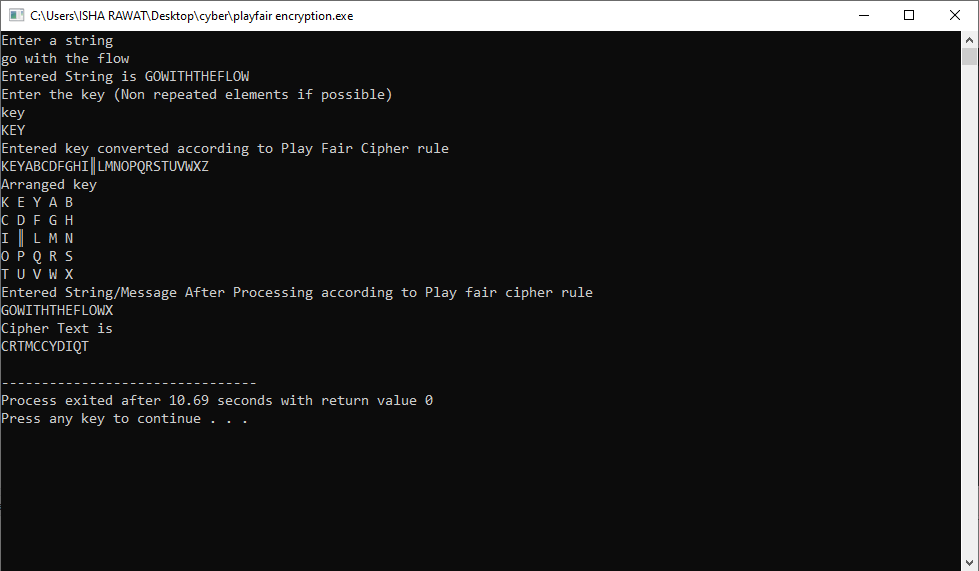 C:\Users\ISHA RAWAT\Desktop\cyber\playfair encryption.exe
Enter a string
go with the flow
Entered String is GOWITHTHEFLOW
Enter the key (Non repeated elements if possible)
key
KEY
Entered key converted according to Play Fair Cipher rule
KEYABCDFGHI║LMNOPQRSTUVWXZ
Arranged key
K E Y A B
C D F G H
I ║ L M N
O P Q R S
T U V W X
Entered String/Message After Processing according to Play fair cipher rule
GOWITHTHEFLOWX
Cipher Text is
CRTMCCYDIQT
--------------------------------
Process exited after 10.69 seconds with return value 0
Press any key to continue . . .